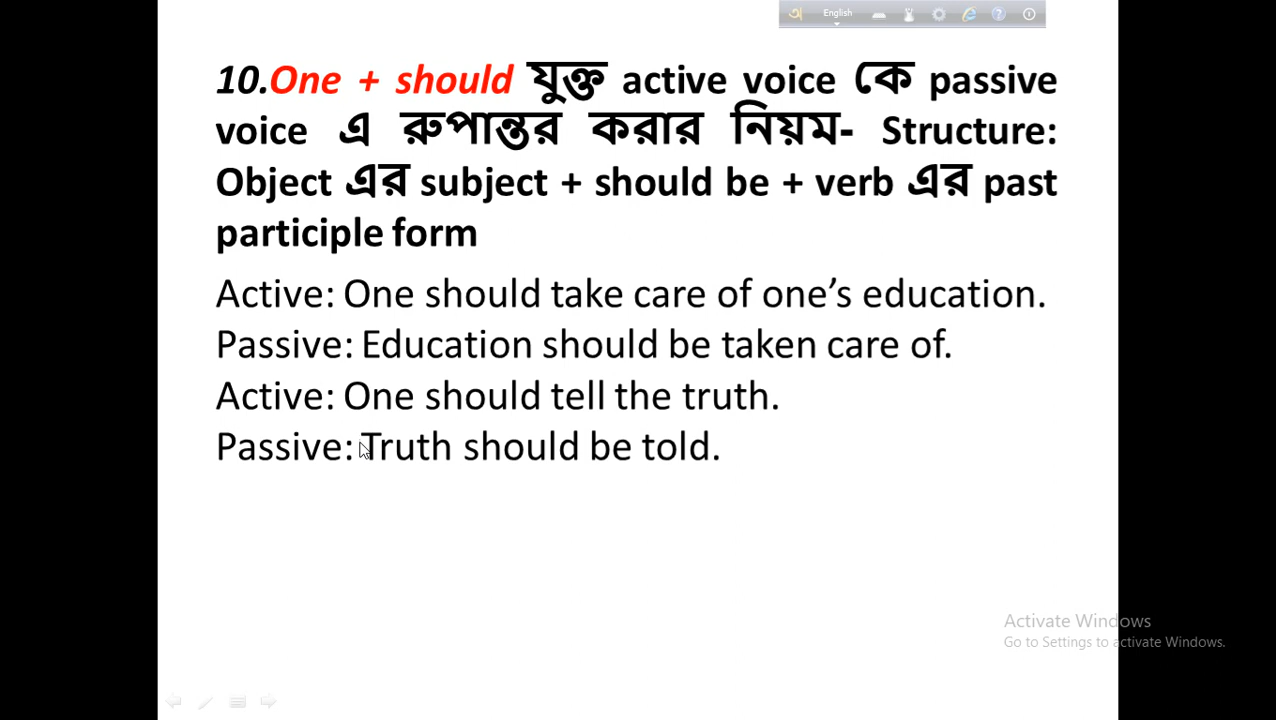 অ English
10.One + should যুক্ত active voice কে passive
voice এ রুপান্তর করার নিয়ম- Structure:
Object এর subject + should be + verb এর past
participle form
Active: One should take care of one’s education.
Passive: Education should be taken care of.
Active: One should tell the truth.
Passive: Truth should be told.
Activate Windows
Go to Settings to activate Windows.